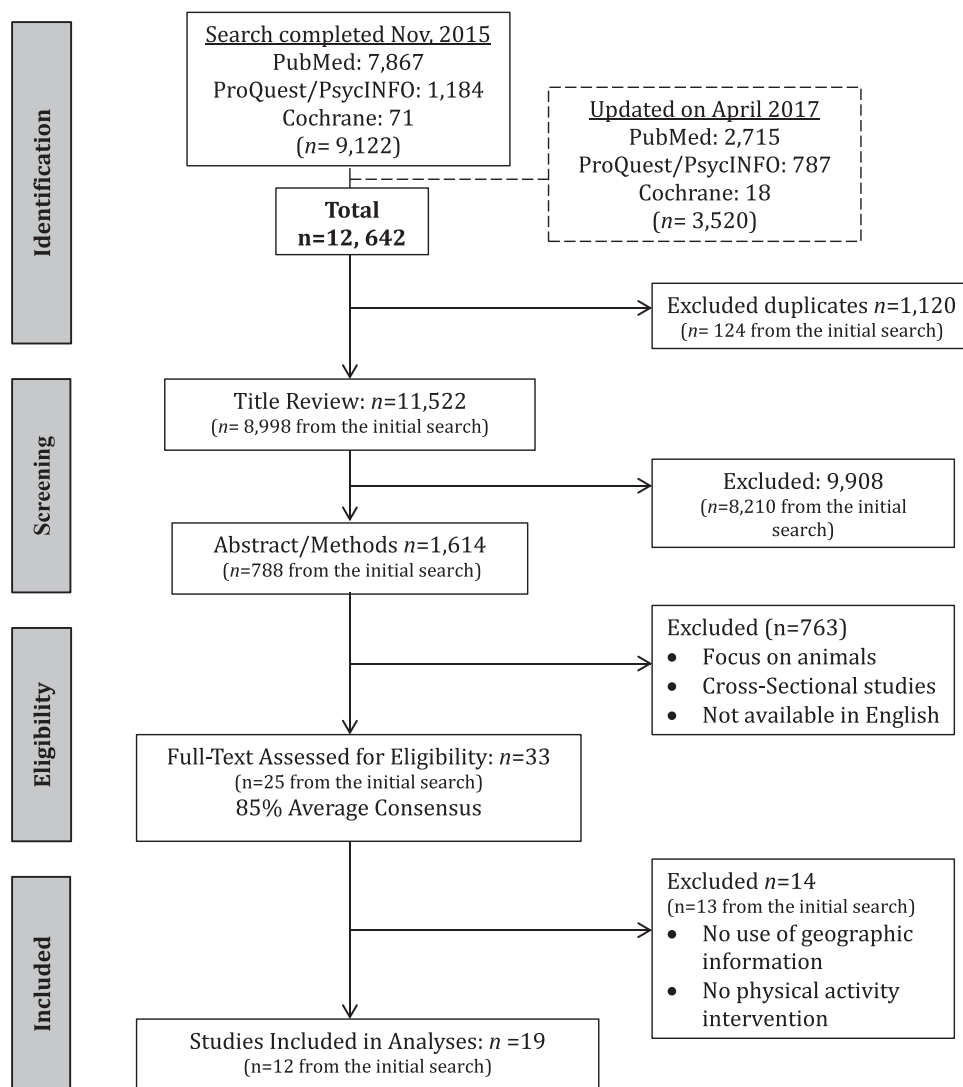 Identification
Search completed Nov, 2015
PubMed: 7,867
ProQuest/PsycINFO: 1,184
Cochrane: 71
(n= 9,122)
Updated on April 2017
PubMed: 2,715
ProQuest/PsycINFO: 787
Cochrane: 18
(n= 3,520)
Total
n=12, 642
Excluded duplicates n=1,120
(n= 124 from the initial search)
Screening
Title Review: n=11,522
(n= 8,998 from the initial search)
Excluded: 9,908
(n=8,210 from the initial
search)
Abstract/Methods n=1,614
(n=788 from the initial search)
Eligibility
Excluded (n=763)
• Focus on animals
• Cross-Sectional studies
• Not available in English
Full-Text Assessed for Eligibility: n=33
(n=25 from the initial search)
85% Average Consensus
Included
Excluded n=14
(n=13 from the initial search)
• No use of geographic
information
• No physical activity
intervention
Studies Included in Analyses: n =19
(n=12 from the initial search)